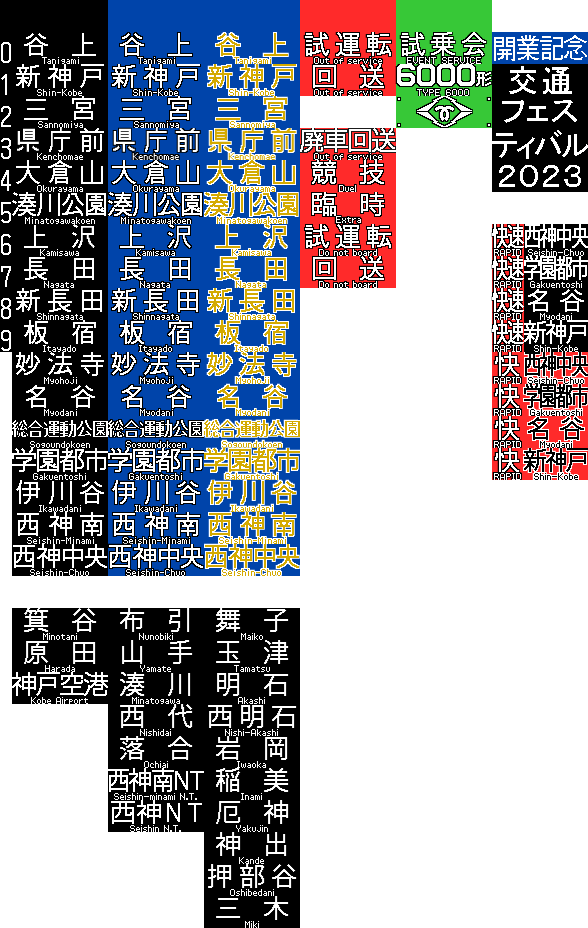 0
谷上 谷上 谷上 試運転 試乗会
Tanigami Tanigami Tanigami Out of service EVENT SERVICE
開業記念
1
新神戸 新神戸 新神戸 回送 6000形
Shin-Kobe Shin-Kobe Shin-Kobe Out of service TYPE 6000
交通
2
三宮 三宮 三宮
Sannomiya Sannomiya Sannomiya
フェス
3
県庁前 県庁前 県庁前 廃車回送
Kenchomae Kenchomae Kenchomae Out of service
ティバル
4
大倉山 大倉山 大倉山 競技
Okurayama Okurayama Okurayama Duel
2023
5
湊川公園 湊川公園 湊川公園 臨時
Minatogawakoen Minatogawakoen Minatogawakoen Extra
6
上沢 上沢 上沢 試運転
Kamisawa Kamisawa Kamisawa Do not board
快速西神中央
RAPID Seishin-Chuo
7
長田 長田 長田 回送
Nagata Nagata Nagata Do not board
快速学園都市
RAPID Gakuentoshi
8
新長田 新長田 新長田
Shinnagata Shinnagata Shinnagata
快速名谷
RAPID Myodani
9
板宿 板宿 板宿
Itayado Itayado Itayado
快速新神戸
RAPID Shin-Kobe
妙法寺 妙法寺 妙法寺
MyohoJi MyohoJi MyohoJi
快西神中央
RAPID Seishin-Chuo
名谷 名谷 名谷
Myodani Myodani Myodani
快学園都市
RAPID Gakuentoshi
総合運動公園 総合運動公園 総合運動公園
Sogoundokoen Sogoundokoen Sogoundokoen
快名谷
RAPID Myodani
学園都市 学園都市 学園都市
Gakuentoshi Gakuentoshi Gakuentoshi
快新神戸
RAPID Shin-Kobe
伊川谷 伊川谷 伊川谷
Ikawadani Ikawadani Ikawadani
西神南 西神南 西神南
Seishin-Minami Seishin-Minami Seishin-Minami
西神中央 西神中央 西神中央
Seishin-Chuo Seishin-Chuo Seishin-Chuo
箕谷 布引 舞子
Minotani Nunobiki Maiko
原田 山手 玉津
Harada Yamate Tamatsu
神戸空港 湊川 明石
Kobe Airport Minatogawa Akashi
西代 西明石
Nishidai Nishi-Akashi
落合 岩岡
Ochiai Iwaoka
西神南NT 稲美
Seishin-minami N.T. Inami
西神NT 厄神
Seishin N.T. Yakujin
神出
Kande
押部谷
Oshibedani
三木
Miki